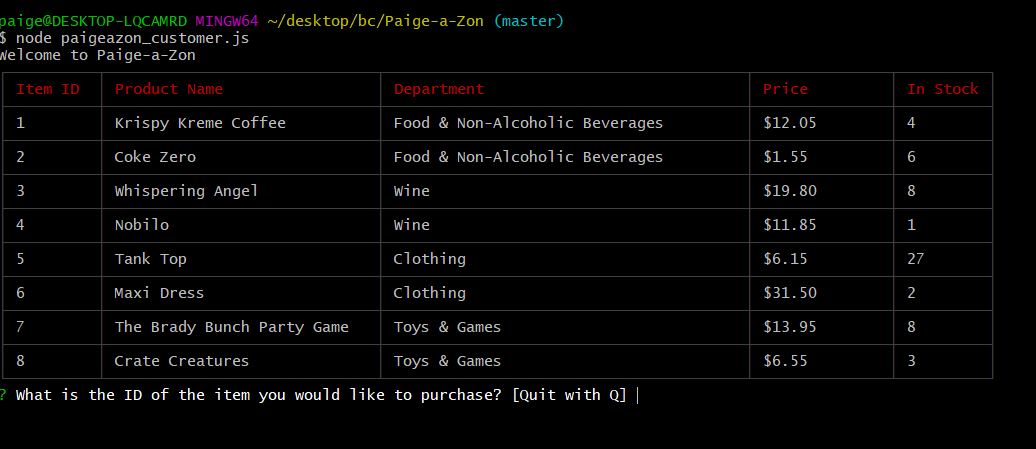 paige@DESKTOP-LQCAMRD MINGW64 ~/desktop/bc/Paige-a-Zon (master)
$ node paigeazon_customer.js
Welcome to Paige-a-Zon
Item ID Product Name Department Price In Stock
1 Krispy Kreme Coffee Food & Non-Alcoholic Beverages $12.05 4
2 Coke Zero Food & Non-Alcoholic Beverages $1.55 6
3 Whispering Angel Wine $19.80 8
4 Nobilo Wine $11.85 1
5 Tank Top Clothing $6.15 27
6 Maxi Dress Clothing $31.50 2
7 The Brady Bunch Party Game Toys & Games $13.95 8
8 Crate Creatures Toys & Games $6.55 3
? What is the ID of the item you would like to purchase? [Quit with Q]